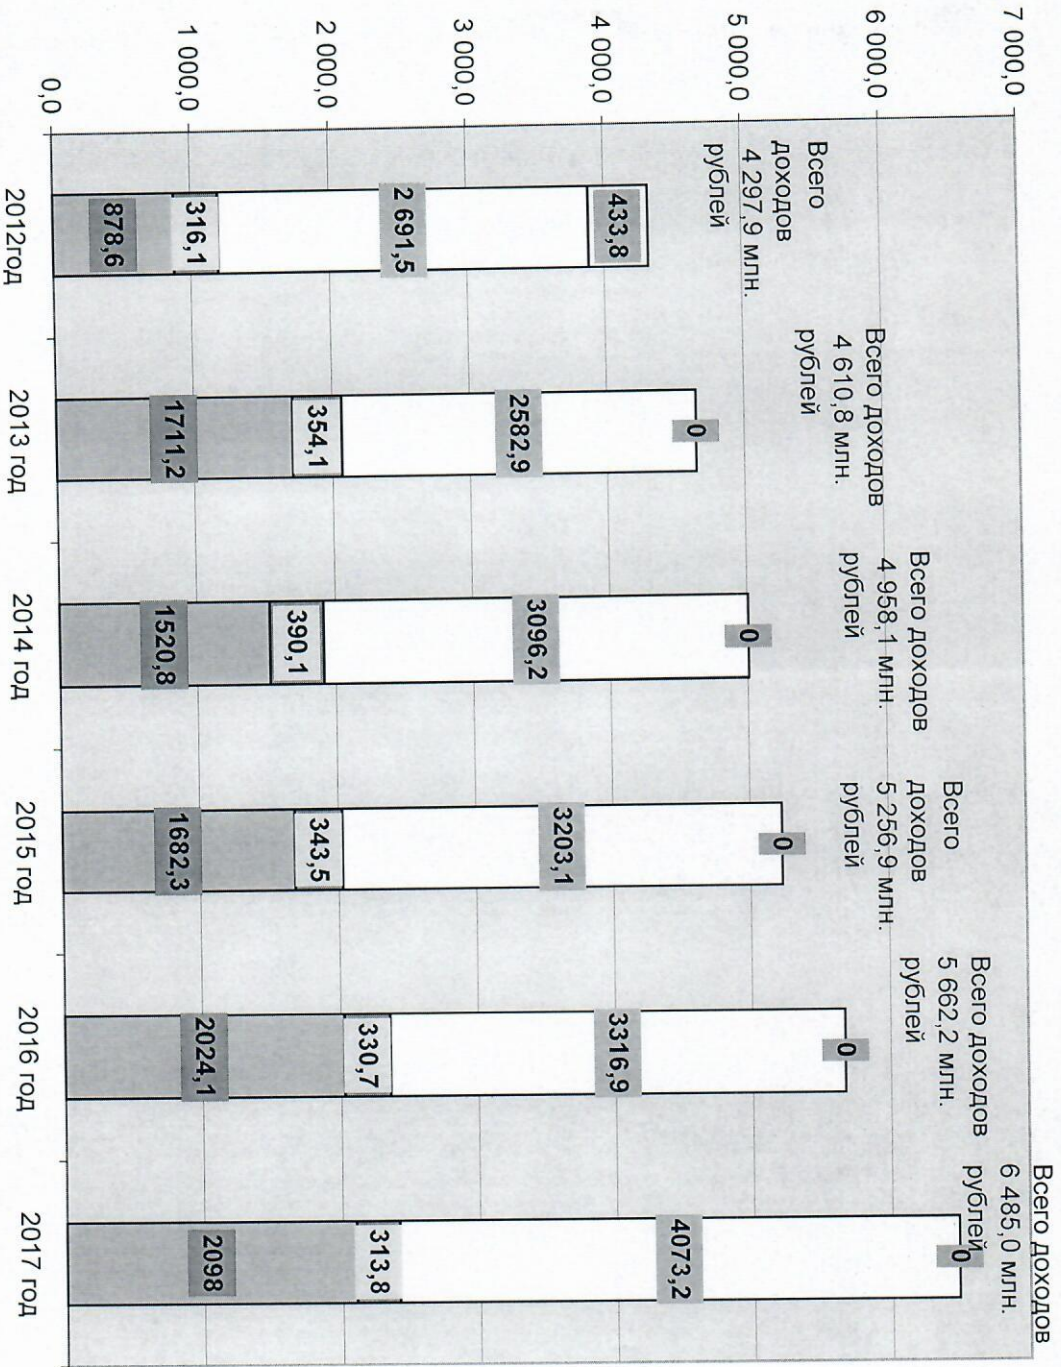 7 000,0
6 000,0
5 000,0
4 000,0
3 000,0
2 000,0
1 000,0
0,0
Всего
доходов
4 297,9 млн.
рублей
433,8
2 691,5
316,1
878,6
2012год
Всего доходов
4 610,8 млн.
рублей
0
2582,9
354,1
1711,2
2013 год
Всего доходов
4 958,1 млн.
рублей
0
3096,2
390,1
1520,8
2014 год
Всего
доходов
5 256,9 млн.
рублей
0
3203,1
343,5
1682,3
2015 год
Всего доходов
5 662,2 млн.
рублей
0
3316,9
330,7
2024,1
2016 год
Всего доходов
6 485,0 млн.
рублей
0
4073,2
313,8
2098
2017 год